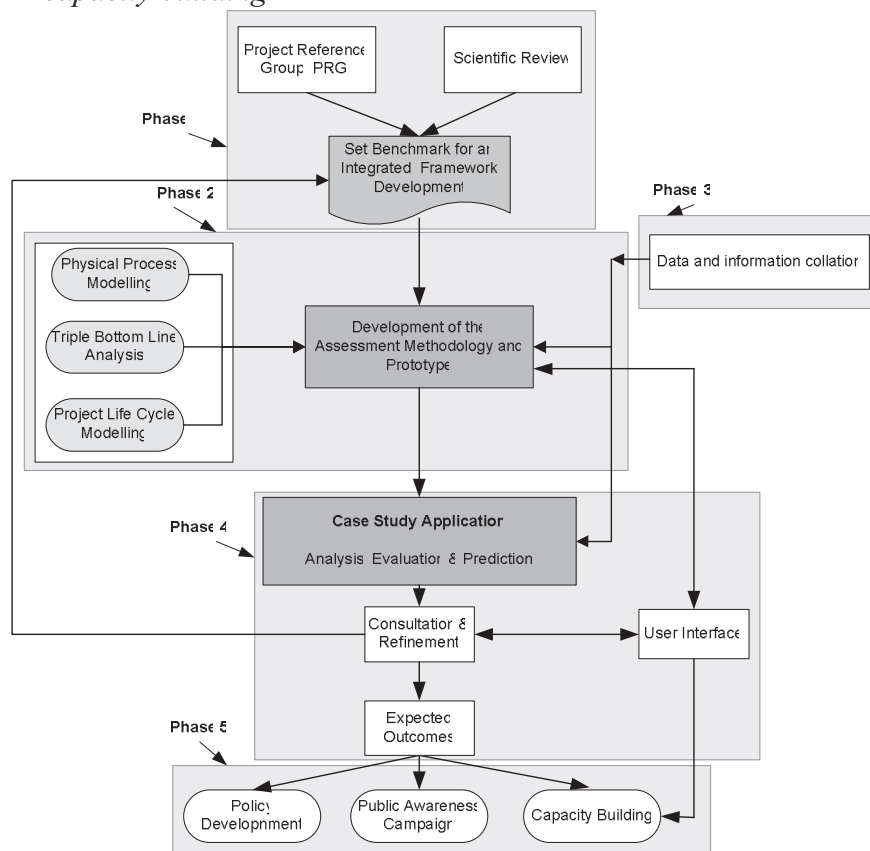 capacity building
Project Reference
Group PRG
Scientific Review
Phase
Set Benchmark for an
Integrated Framework
Development
Phase 2
Phase 3
Physical Process
Modelling
Data and information collation
Triple Bottom Line
Analysis
Development of the
Assessment Methodology and
Prototype
Project Life Cycle
Modelling
Phase 4
Case Study Application
Analysis Evaluation & Prediction
Consultation &
Refinement
User Interface
Phase 5
Expected
Outcomes
Policy
Development
Public Awareness
Campaign
Capacity Building